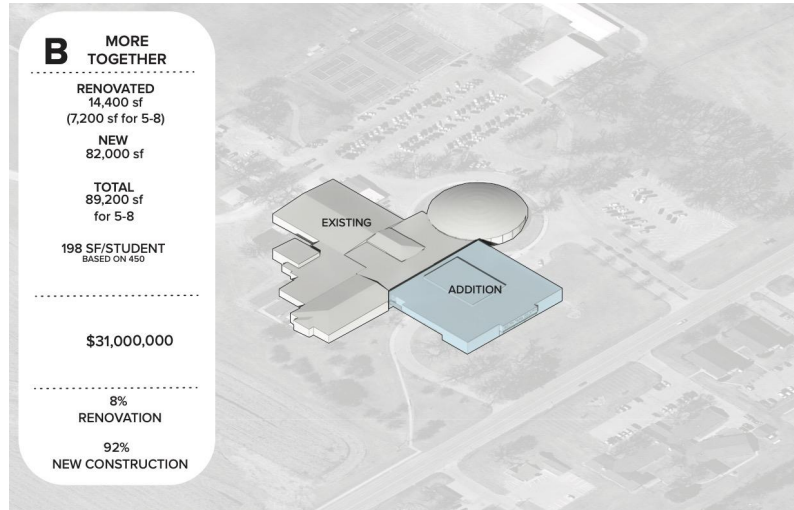 B
MORE
TOGETHER
RENOVATED
14,400 sf
(7,200 sf for 5-8)
NEW
82,000 sf
TOTAL
89,200 sf
for 5-8
198 SF/STUDENT
BASED ON 450
$31,000,000
8%
RENOVATION
92%
NEW CONSTRUCTION
EXISTING
ADDITION